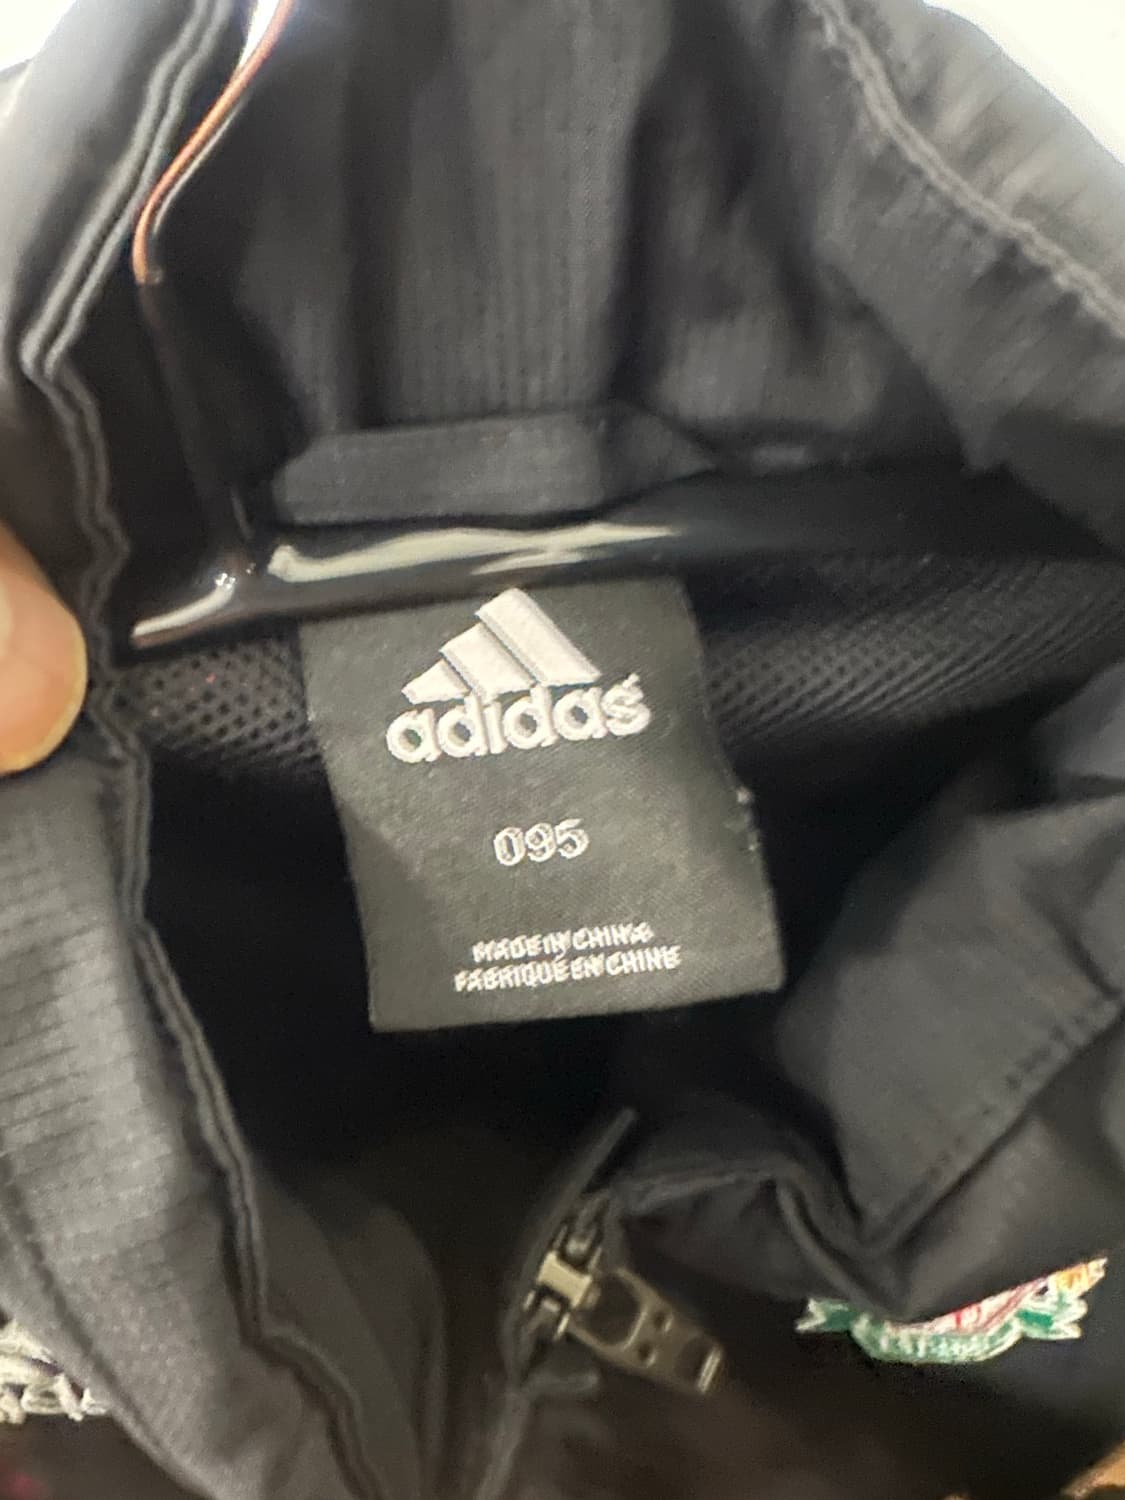 adidas
095
MADE IN CHINA
FABRIQUÉ EN CHINE